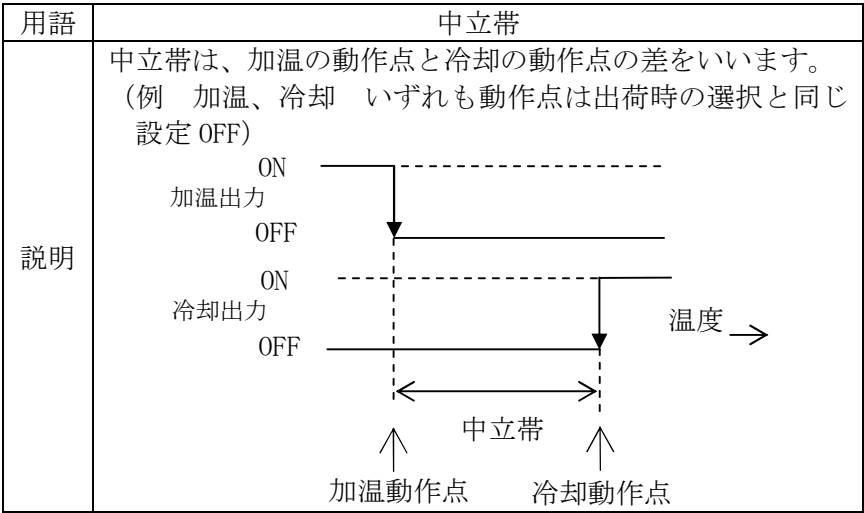 用語
中立帯
説明
中立帯は、加温の動作点と冷却の動作点の差をいいます。
（例　加温、冷却　いずれも動作点は出荷時の選択と同じ
設定 OFF）
ON
加温出力
OFF
ON
冷却出力
OFF
温度
中立帯
加温動作点
冷却動作点